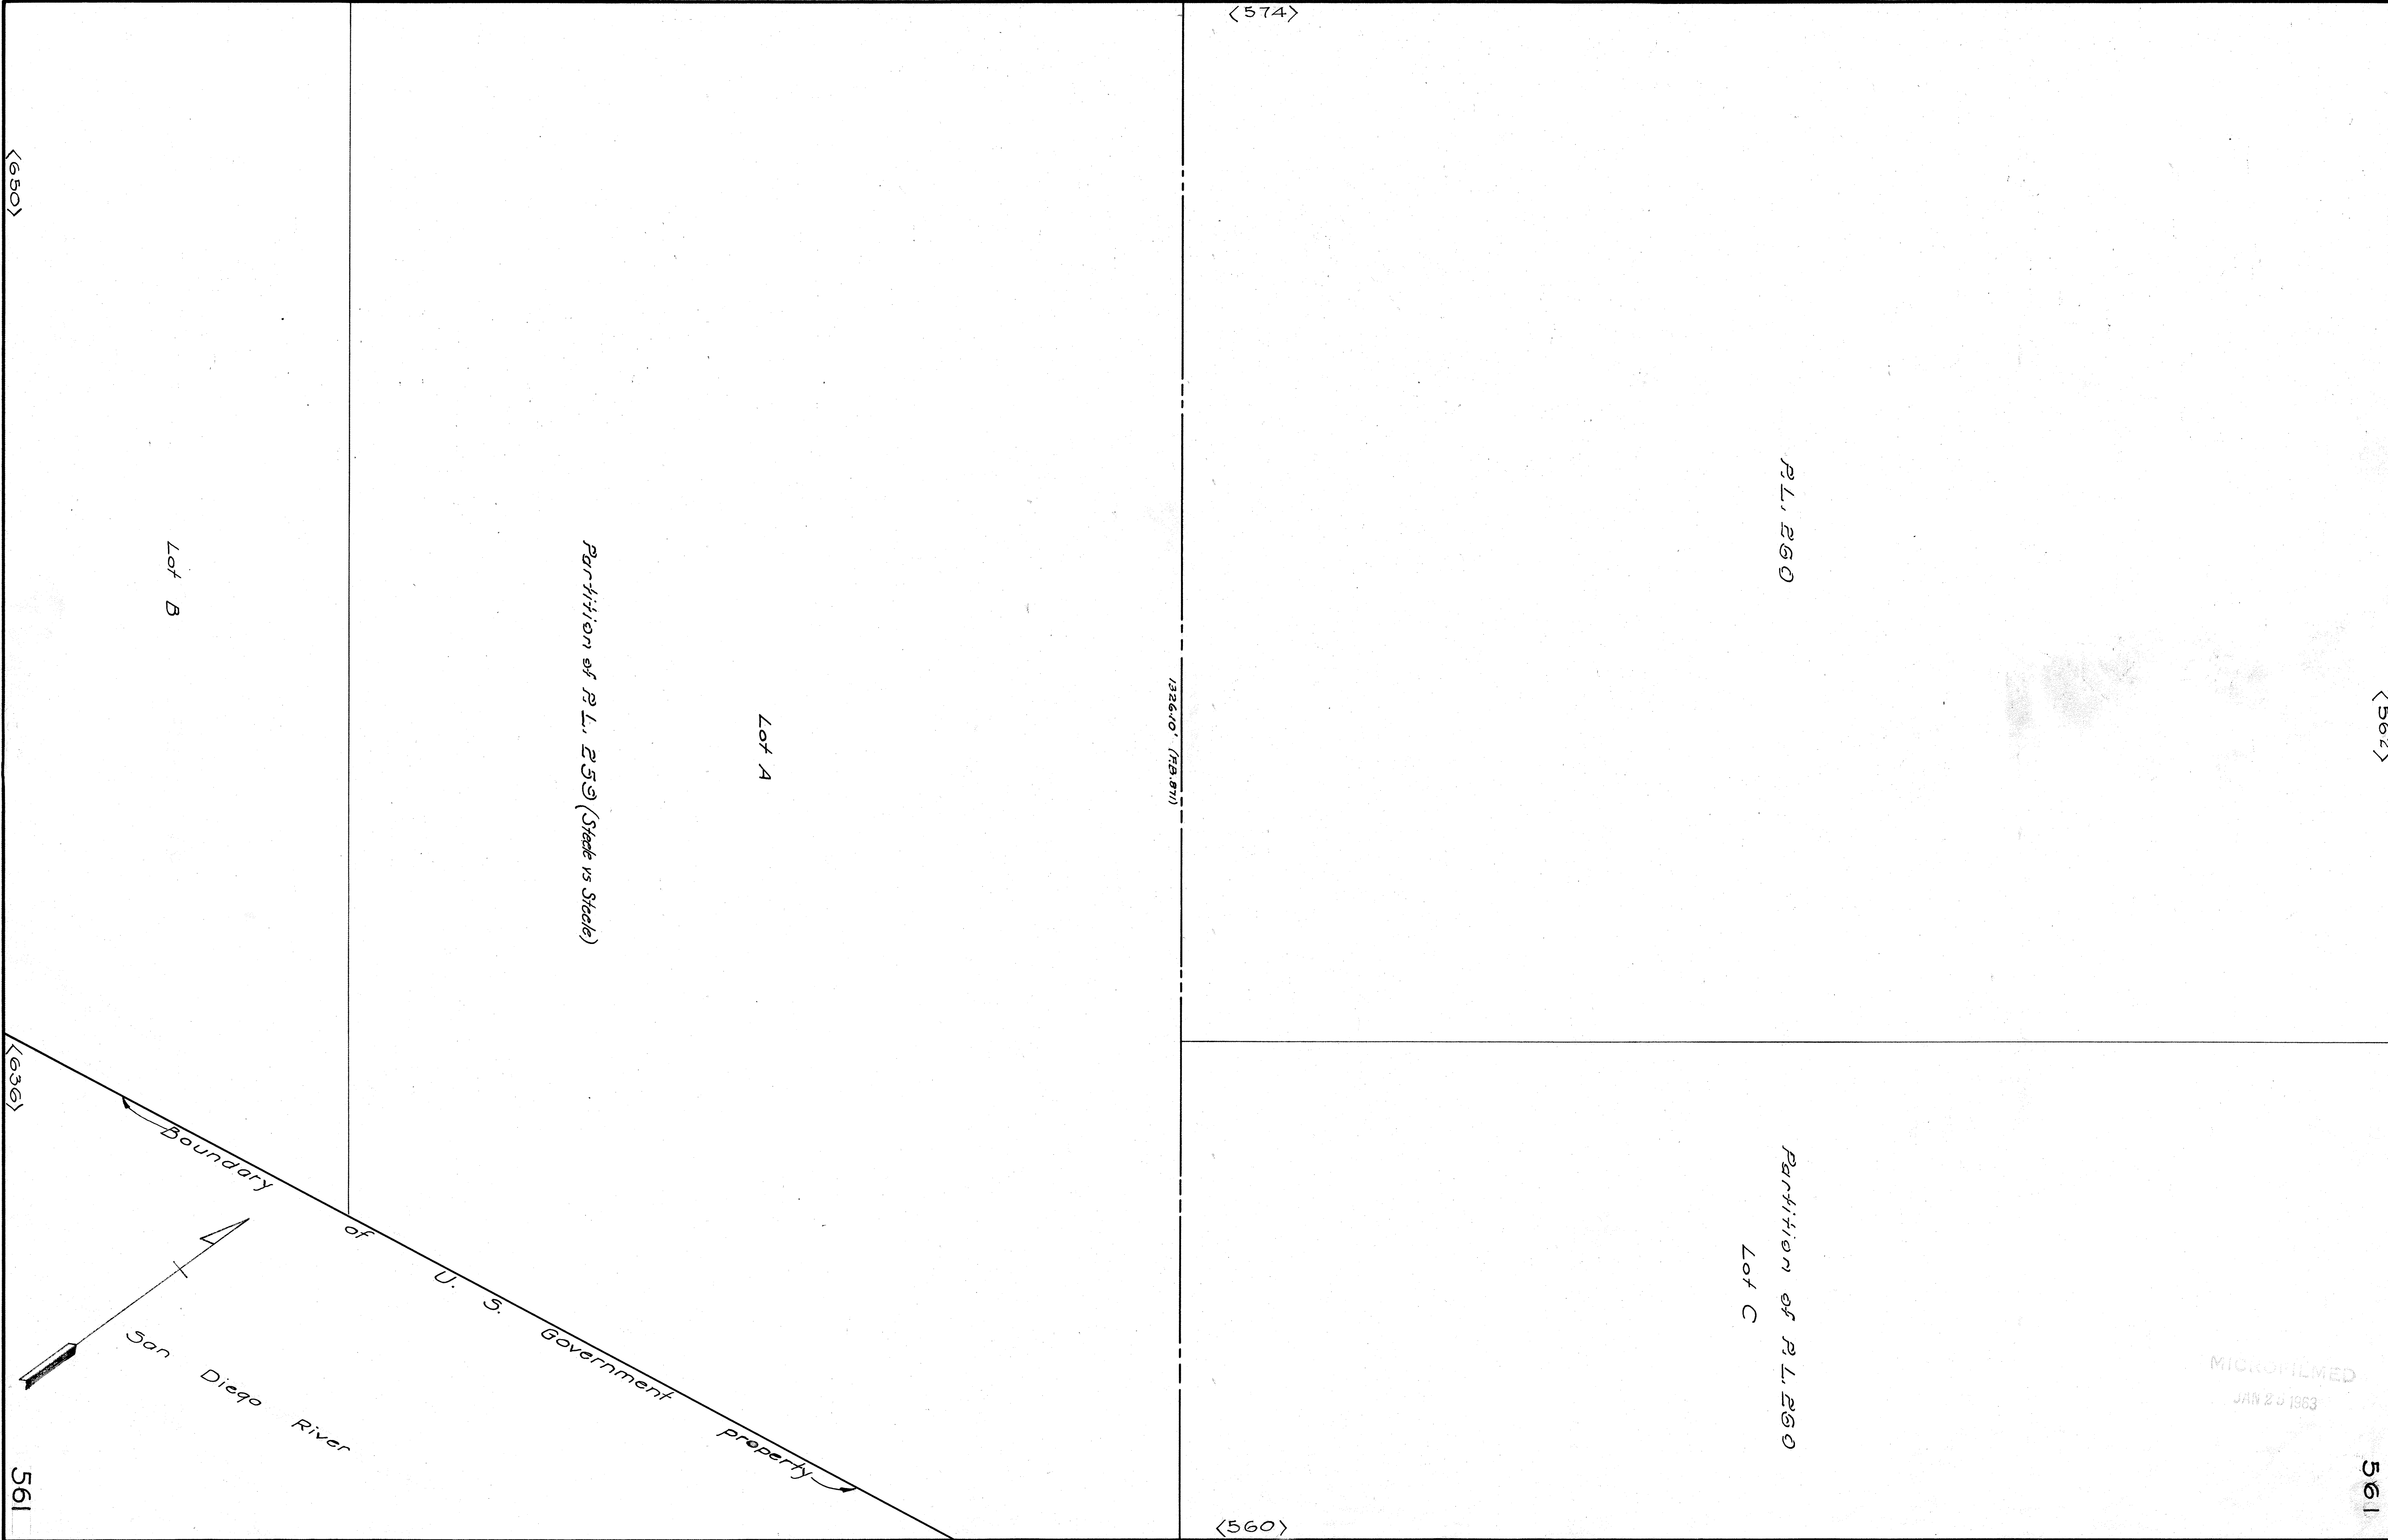 <574>
<650>
<562>
P.L. 260
Lot B
Partition of P.L. 259 (Steele vs Steele)
Lot A
1326.10' (F.B. 871)
<636>
Boundary of U. S. Government property
Partition of P.L. 260
Lot C
San Diego River
MICROFILMED
JAN 1963
561
561
<560>